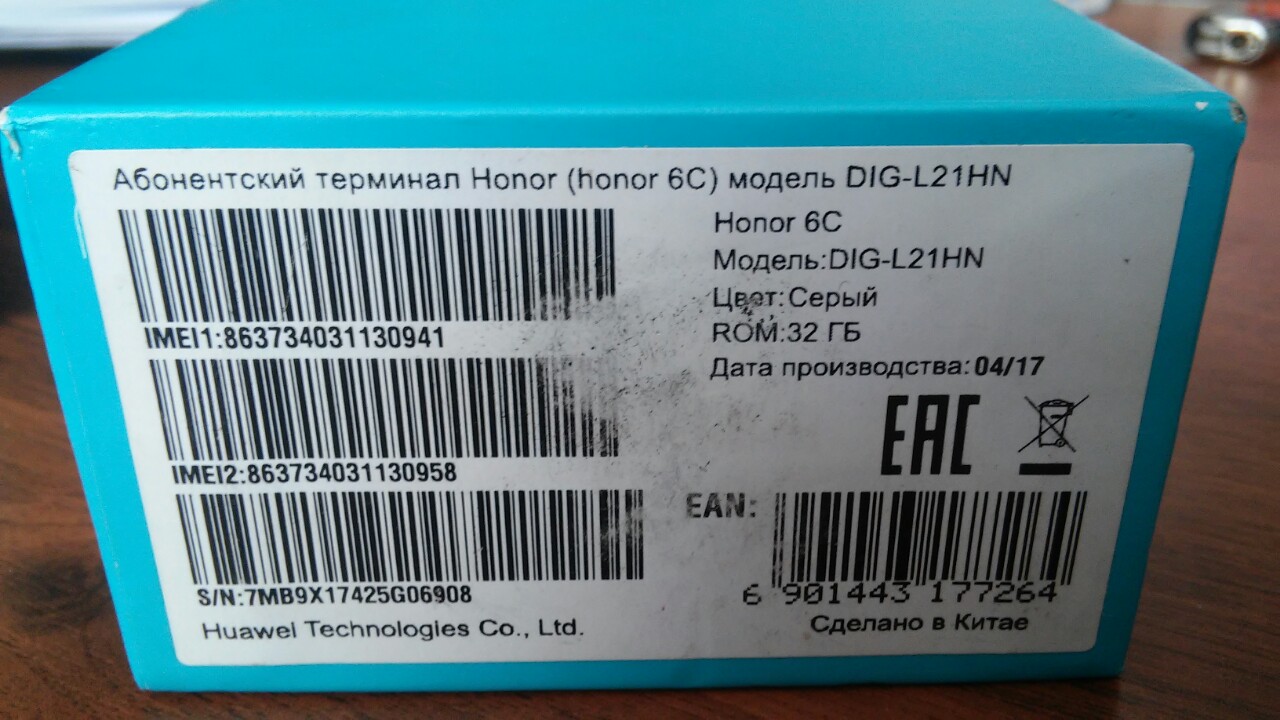 Абонентский терминал Honor (honor 6C) модель DIG-L21HN
IMEI1:863734031130941
IMEI2:863734031130958
S/N:7MB9X17425G06908
Huawei Technologies Co., Ltd.
Honor 6C
Модель:DIG-L21HN
Цвет:Серый
ROM:32 ГБ
Дата производства:04/17
EAC
EAN:
6 901443 177264
Сделано в Китае